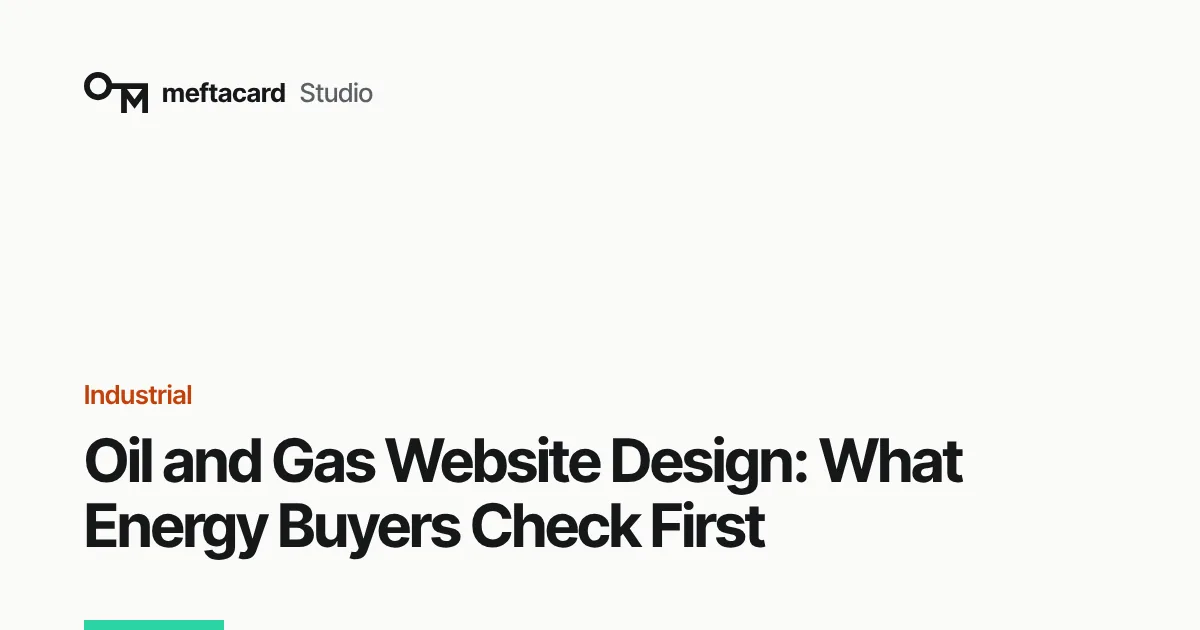 meftacard Studio
Industrial
Oil and Gas Website Design: What
Energy Buyers Check First